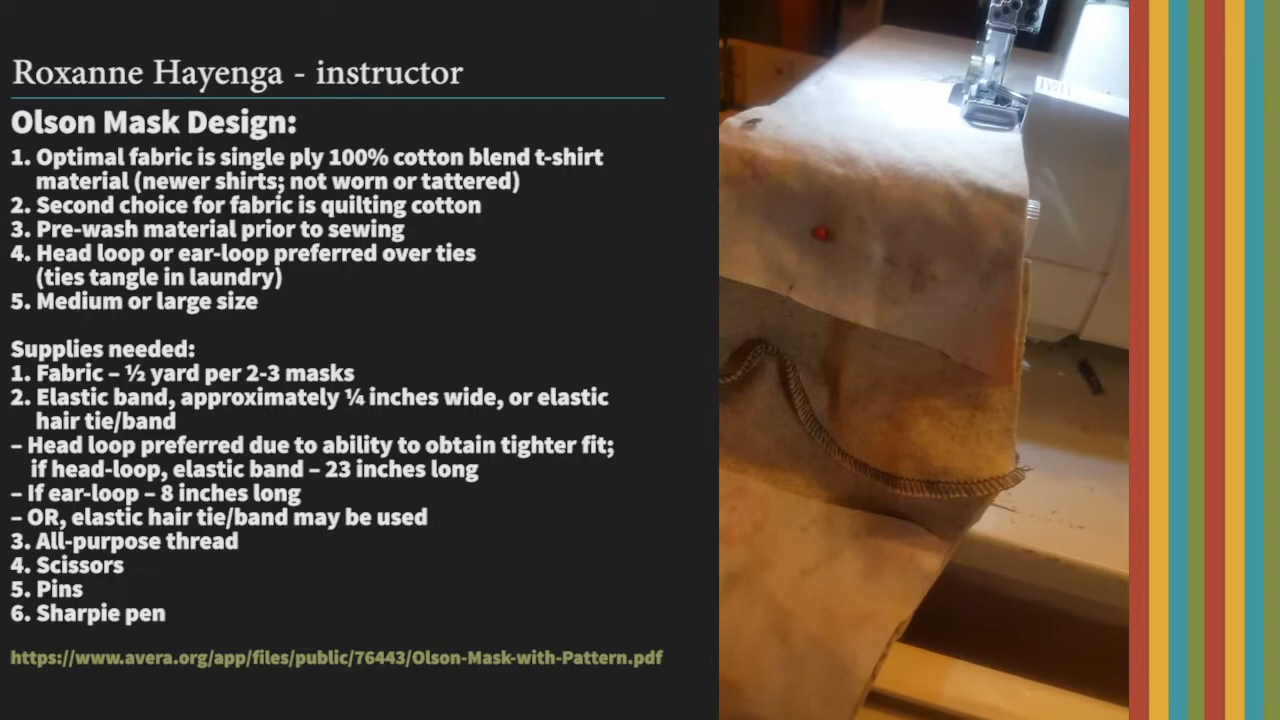 Roxanne Hayenga - instructor
Olson Mask Design:
1. Optimal fabric is single ply 100% cotton blend t-shirt
material (newer shirts; not worn or tattered)
2. Second choice for fabric is quilting cotton
3. Pre-wash material prior to sewing
4. Head loop or ear-loop preferred over ties
(ties tangle in laundry)
5. Medium or large size
Supplies needed:
1. Fabric – ½ yard per 2-3 masks
2. Elastic band, approximately ¼ inches wide, or elastic
hair tie/band
– Head loop preferred due to ability to obtain tighter fit;
if head-loop, elastic band – 23 inches long
– If ear-loop – 8 inches long
– OR, elastic hair tie/band may be used
3. All-purpose thread
4. Scissors
5. Pins
6. Sharpie pen
https://www.avera.org/app/files/public/76443/Olson-Mask-with-Pattern.pdf